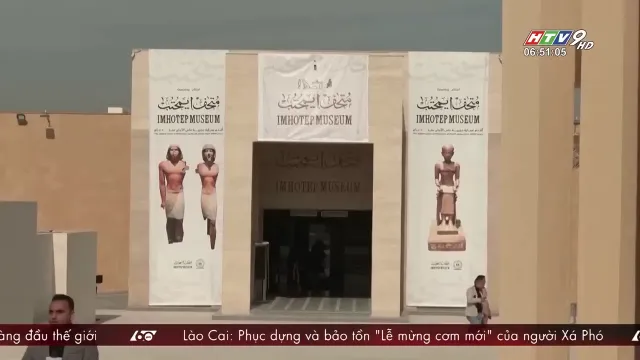 HTV9 HD
06:51:05
متحف إيمحتب
IMHOTEP MUSEUM
متحف إيمحتب
IMHOTEP MUSEUM
متحف إيمحتب
IMHOTEP MUSEUM
IMHOTEP MUSEUM
àng đầu thế giới
60
Lào Cai: Phục dựng và bảo tồn "Lễ mừng cơm mới" của người Xá Phó